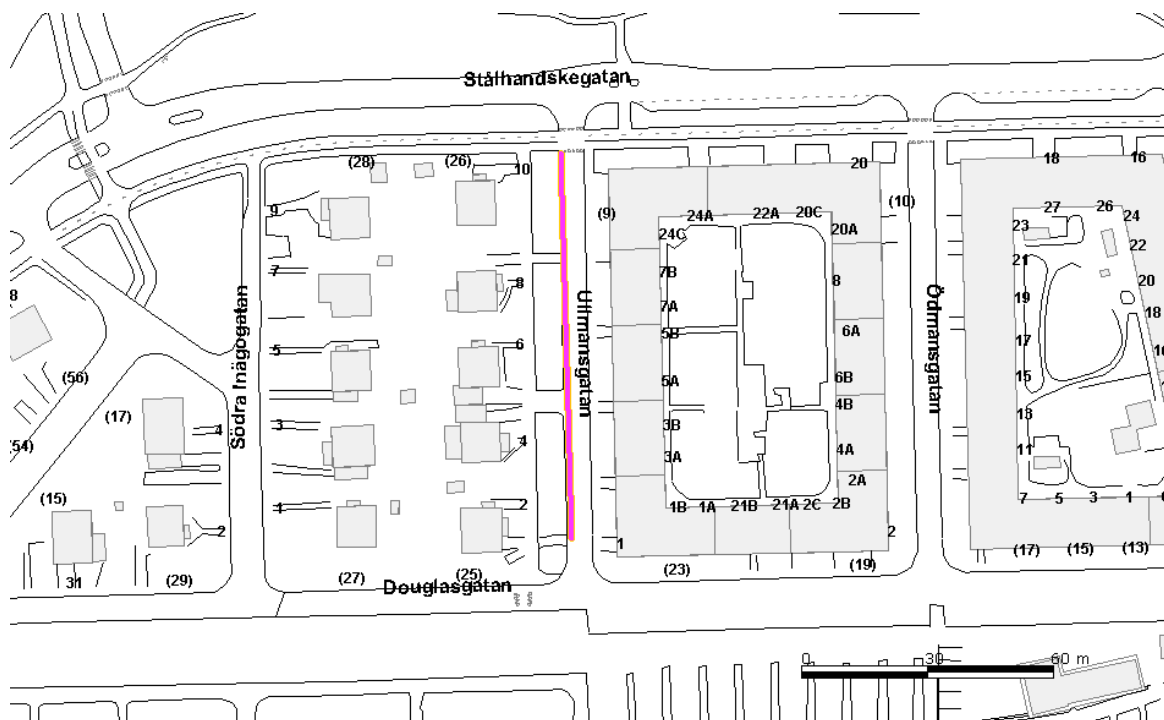 Stålhandskegatan
(28)
(26)
10
20
18
16
9
(9)
(10)
24A
22A
20C
27
26
24
24C
20A
23
22
7
8
7B
8
21
20
8
Ullmansgatan
7A
Ödmansgatan
19
18
5
6
5B
6A
17
(56)
5A
6B
15
(17)
Södra Inägogatan
4B
13
4
3
4
3B
4A
11
(54)
3A
2A
(15)
1
2
1B
1A
21B
21A
2C
2B
7
5
3
1
2
1
2
31
(29)
(27)
(25)
(23)
(19)
(17)
(15)
(13)
Douglasgatan
0
30
60 m